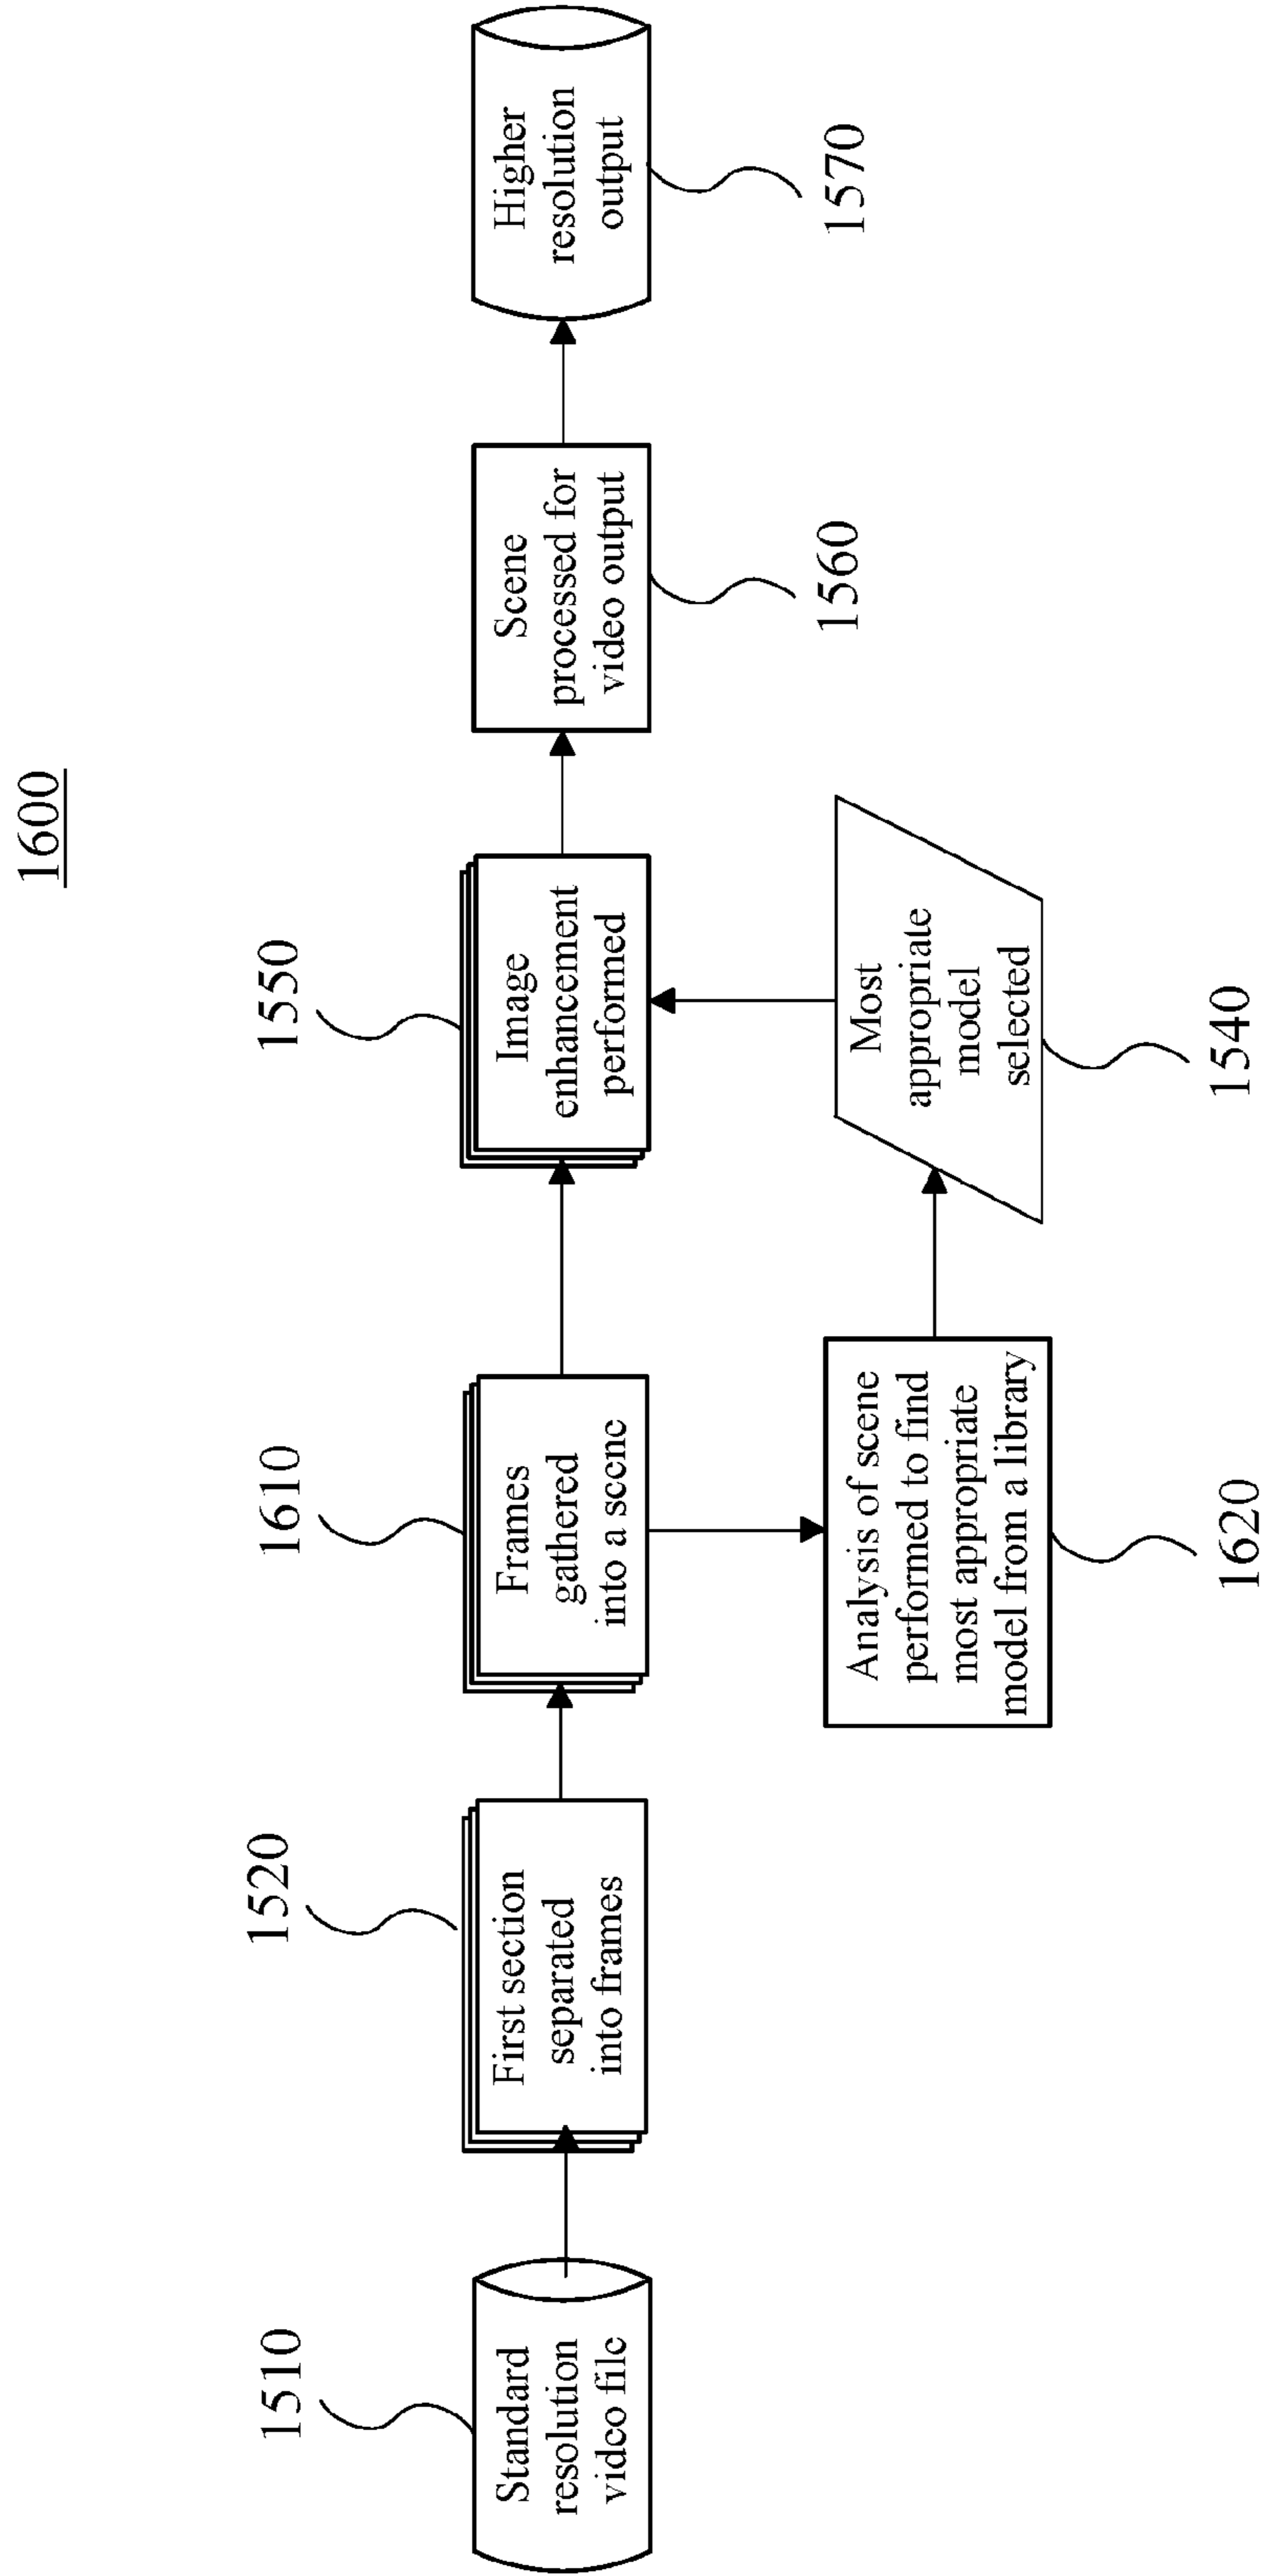 1600
1510
Standard
resolution
video file
1520
First section
separated
into frames
1610
Frames
gathered
into a scene
1550
Image
enhancement
performed
Scene
processed for
video output
1560
Higher
resolution
output
1570
Analysis of scene
performed to find
most appropriate
model from a library
1620
Most
appropriate
model
selected
1540